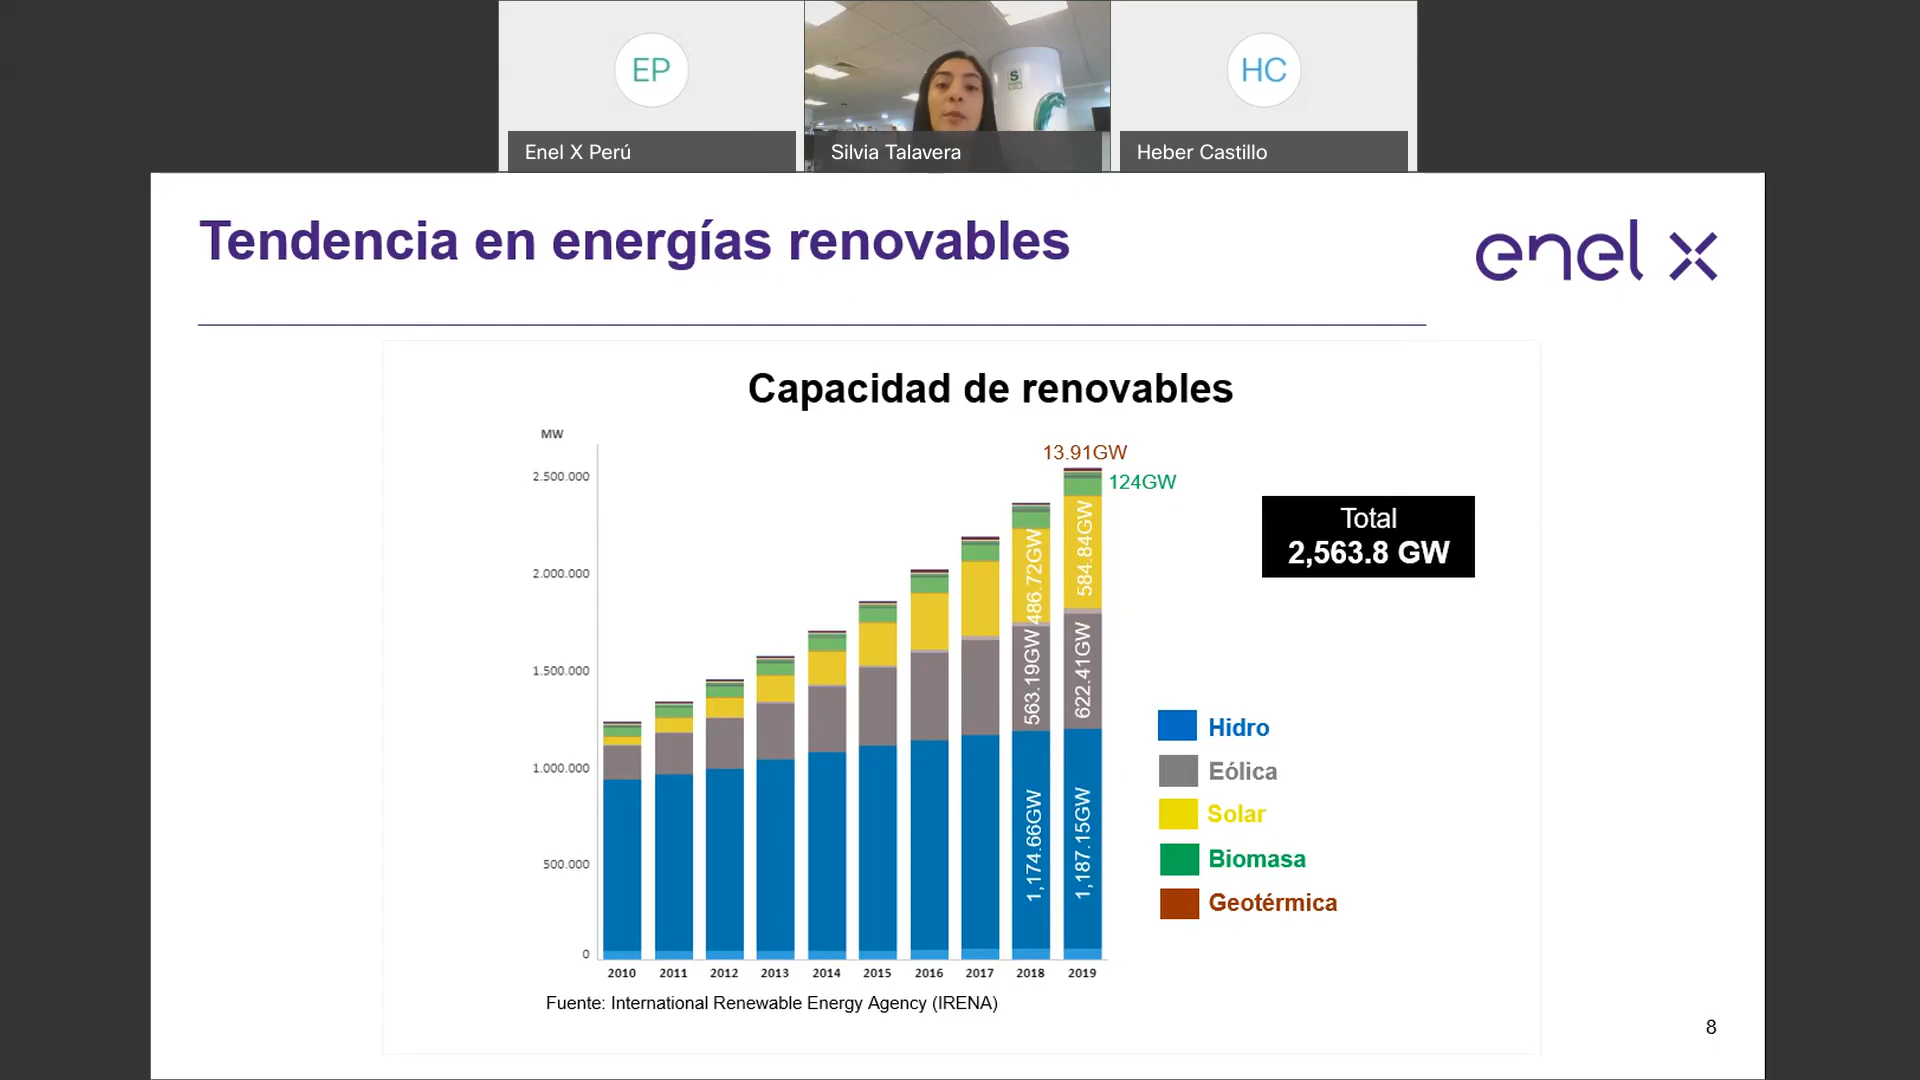 EP
HC
Enel X Perú
Silvia Talavera
Heber Castillo
Tendencia en energías renovables
enel x
Capacidad de renovables
MW
2.500.000
2.000.000
1.500.000
1.000.000
500.000
0
13.91GW
124GW
584.84GW
622.41GW
1,187.15GW
486.72GW
563.19GW
1,174.66GW
Total
2,563.8 GW
Hidro
Eólica
Solar
Biomasa
Geotérmica
2010 2011 2012 2013 2014 2015 2016 2017 2018 2019
Fuente: International Renewable Energy Agency (IRENA)
8